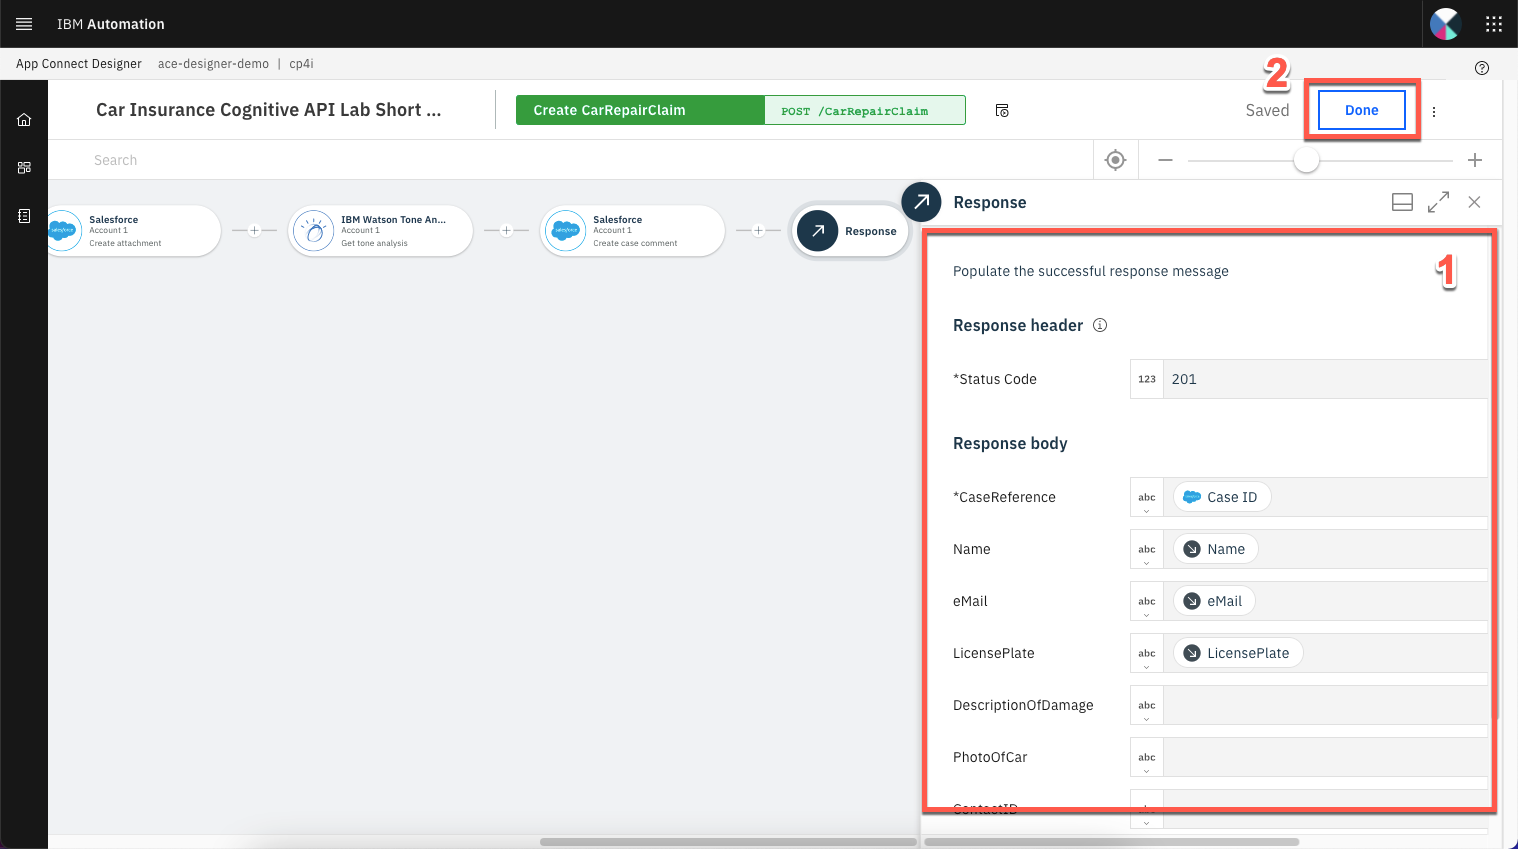 IBM Automation
App Connect Designer ace-designer-demo | cp4i
2
Car Insurance Cognitive API Lab Short ...
Create CarRepairClaim
POST /CarRepairClaim
Saved
Done
Search
Salesforce
Account 1
Create attachment
IBM Watson Tone An...
Account 1
Get tone analysis
Salesforce
Account 1
Create case comment
Response
Response
1
Populate the successful response message
Response header
*Status Code 123 201
Response body
*CaseReference abc Case ID
Name abc Name
eMail abc eMail
LicensePlate abc LicensePlate
DescriptionOfDamage abc
PhotoOfCar abc
ContactID